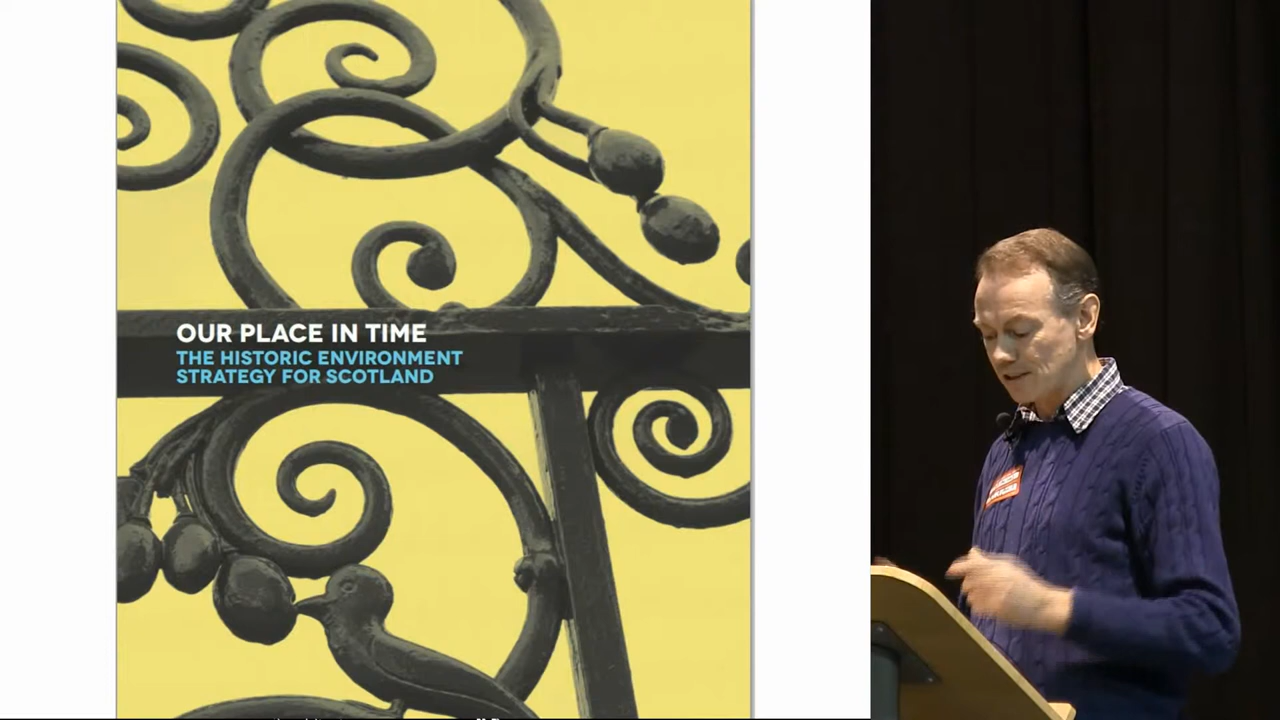 OUR PLACE IN TIME
THE HISTORIC ENVIRONMENT
STRATEGY FOR SCOTLAND